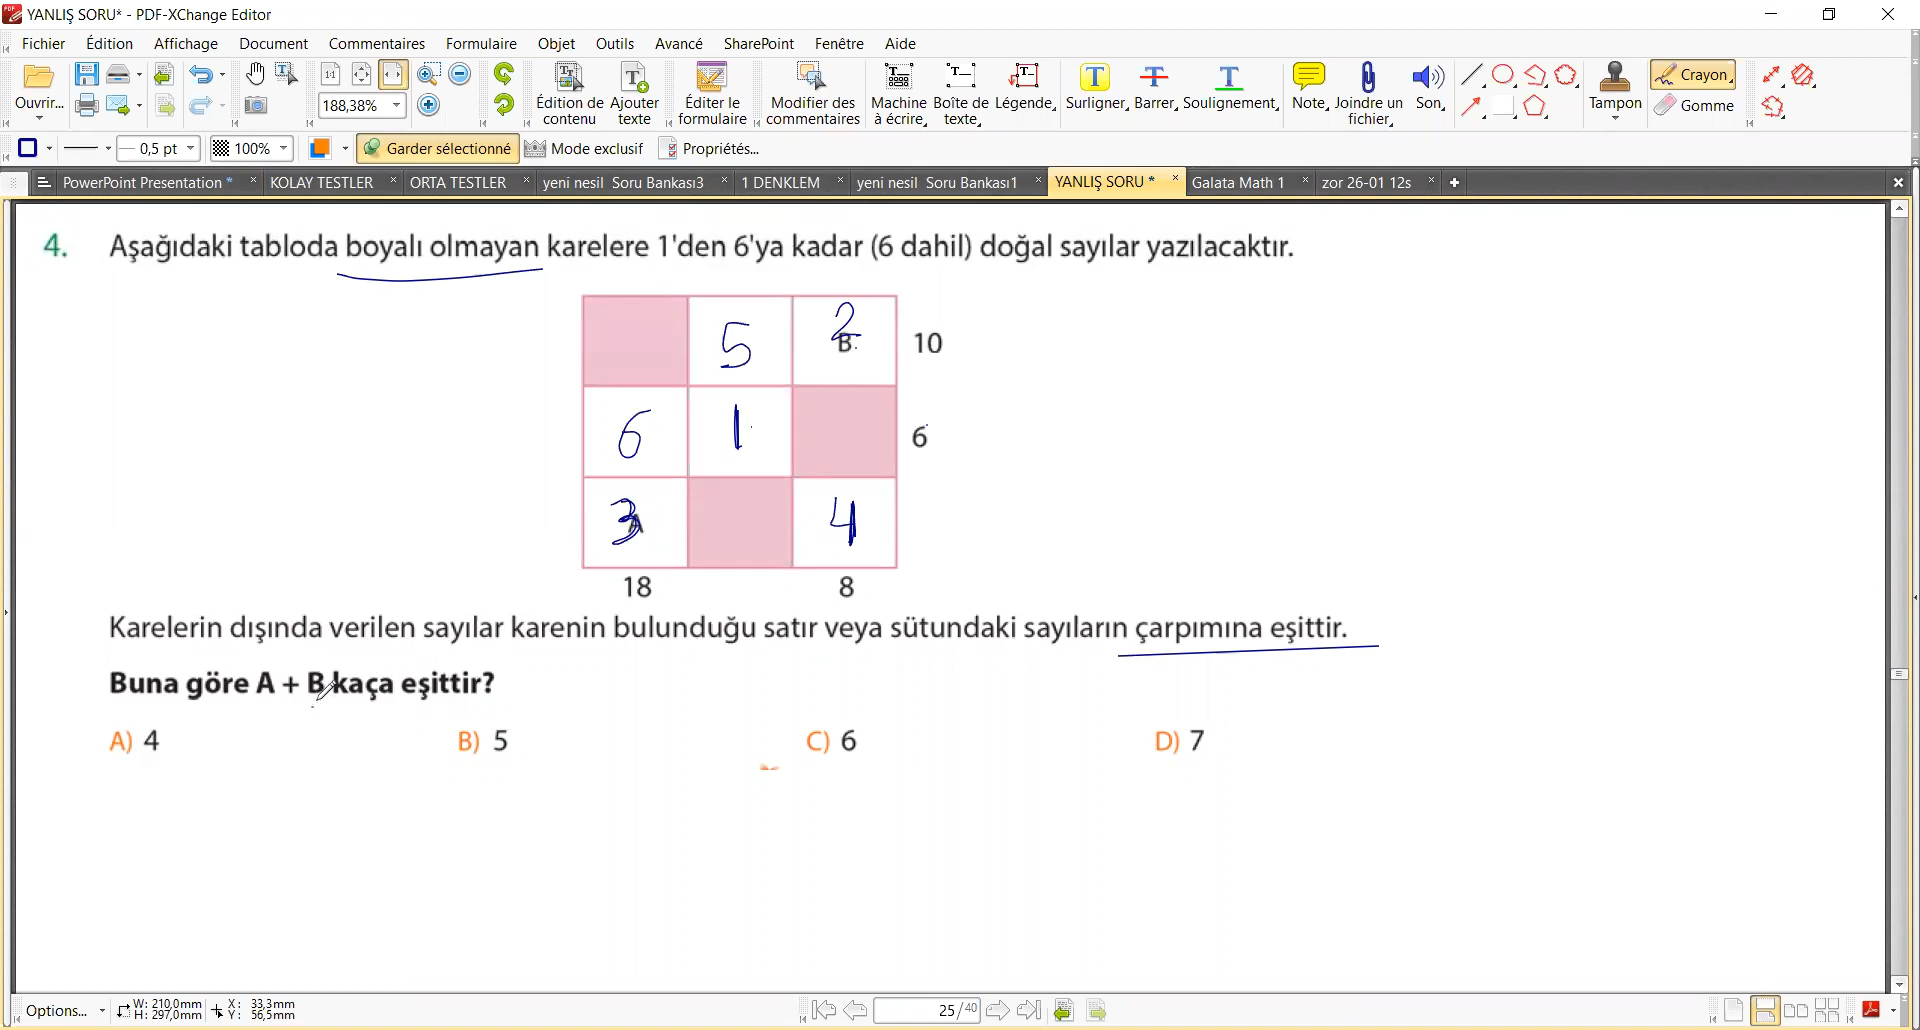 YANLIŞ SORU* - PDF-XChange Editor
Fichier Édition Affichage Document Commentaires Formulaire Objet Outils Avancé SharePoint Fenêtre Aide
Ouvrir...
188,38%
Édition de contenu
Ajouter texte
Éditer le formulaire
Modifier des commentaires
Machine à écrire
Boîte de texte
Légende
Surligner
Barrer
Soulignement
Note
Joindre un fichier
Son
Tampon
Crayon
Gomme
0,5 pt 100% Garder sélectionné Mode exclusif Propriétés...
PowerPoint Presentation * KOLAY TESTLER ORTA TESTLER yeni nesil Soru Bankası3 1 DENKLEM yeni nesil Soru Bankası1 YANLIŞ SORU * Galata Math 1 zor 26-01 12s
4. Aşağıdaki tabloda boyalı olmayan karelere 1'den 6'ya kadar (6 dahil) doğal sayılar yazılacaktır.
5 2 B 10
6 1 6
3 A 4
18 8
Karelerin dışında verilen sayılar karenin bulunduğu satır veya sütundaki sayıların çarpımına eşittir.
Buna göre A + B kaça eşittir?
A) 4 B) 5 C) 6 D) 7
Options... W: 210,0mm X: 33,3mm 25/40
H: 297,0mm Y: 56,5mm